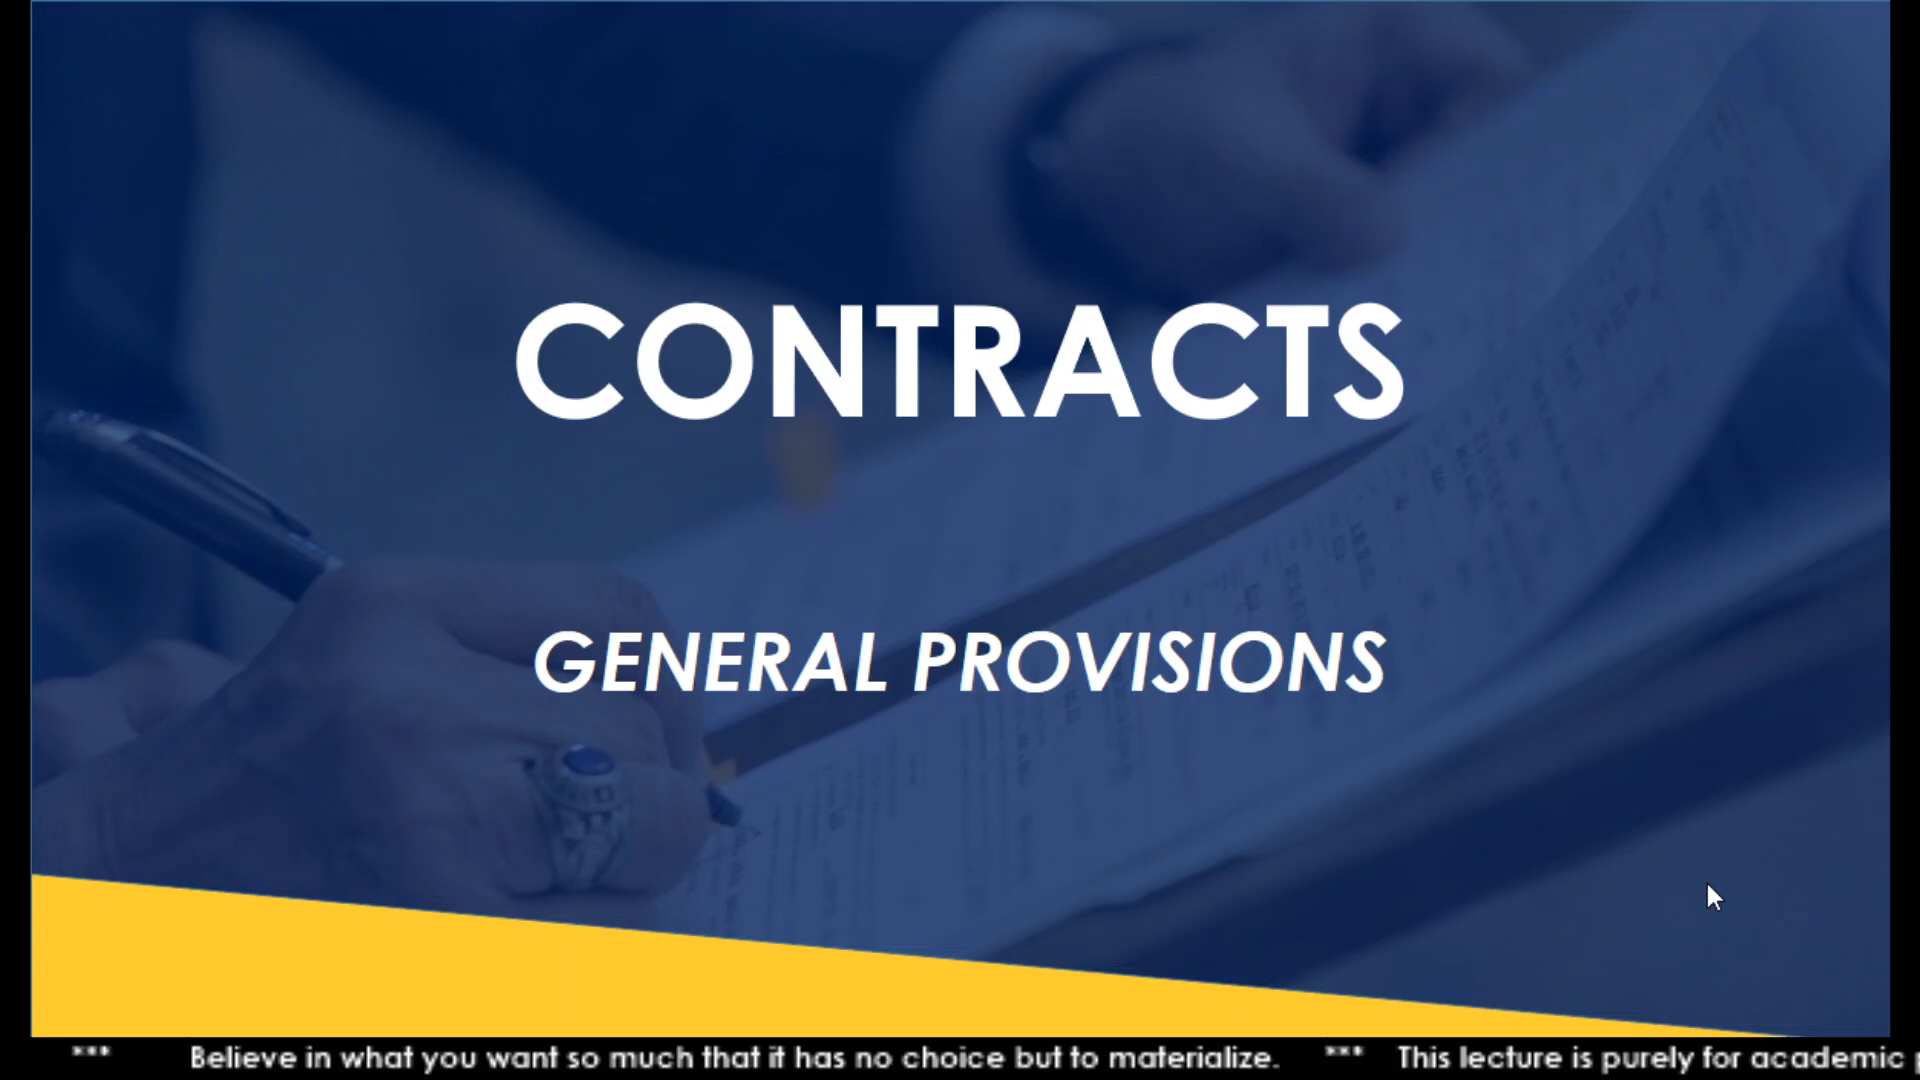 CONTRACTS
GENERAL PROVISIONS
*** Believe in what you want so much that it has no choice but to materialize. *** This lecture is purely for academic